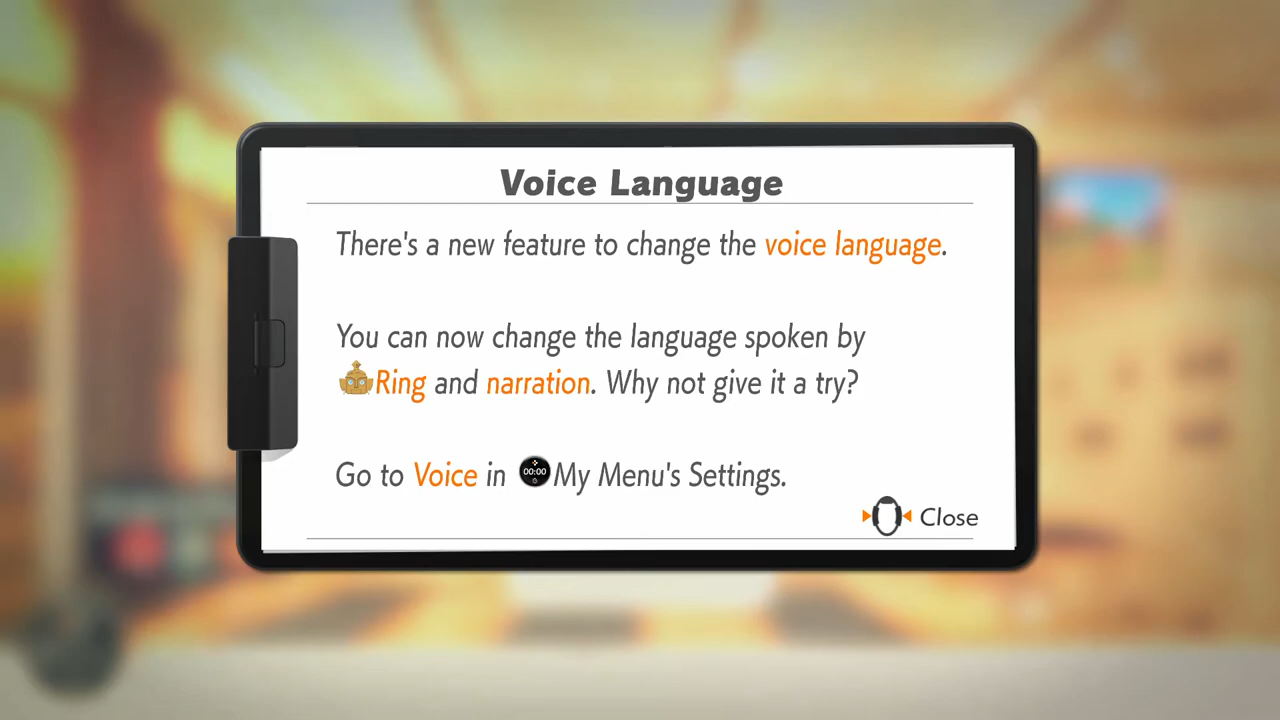 Voice Language
There's a new feature to change the voice language.
You can now change the language spoken by
Ring and narration. Why not give it a try?
Go to Voice in 00:00 My Menu's Settings.
Close